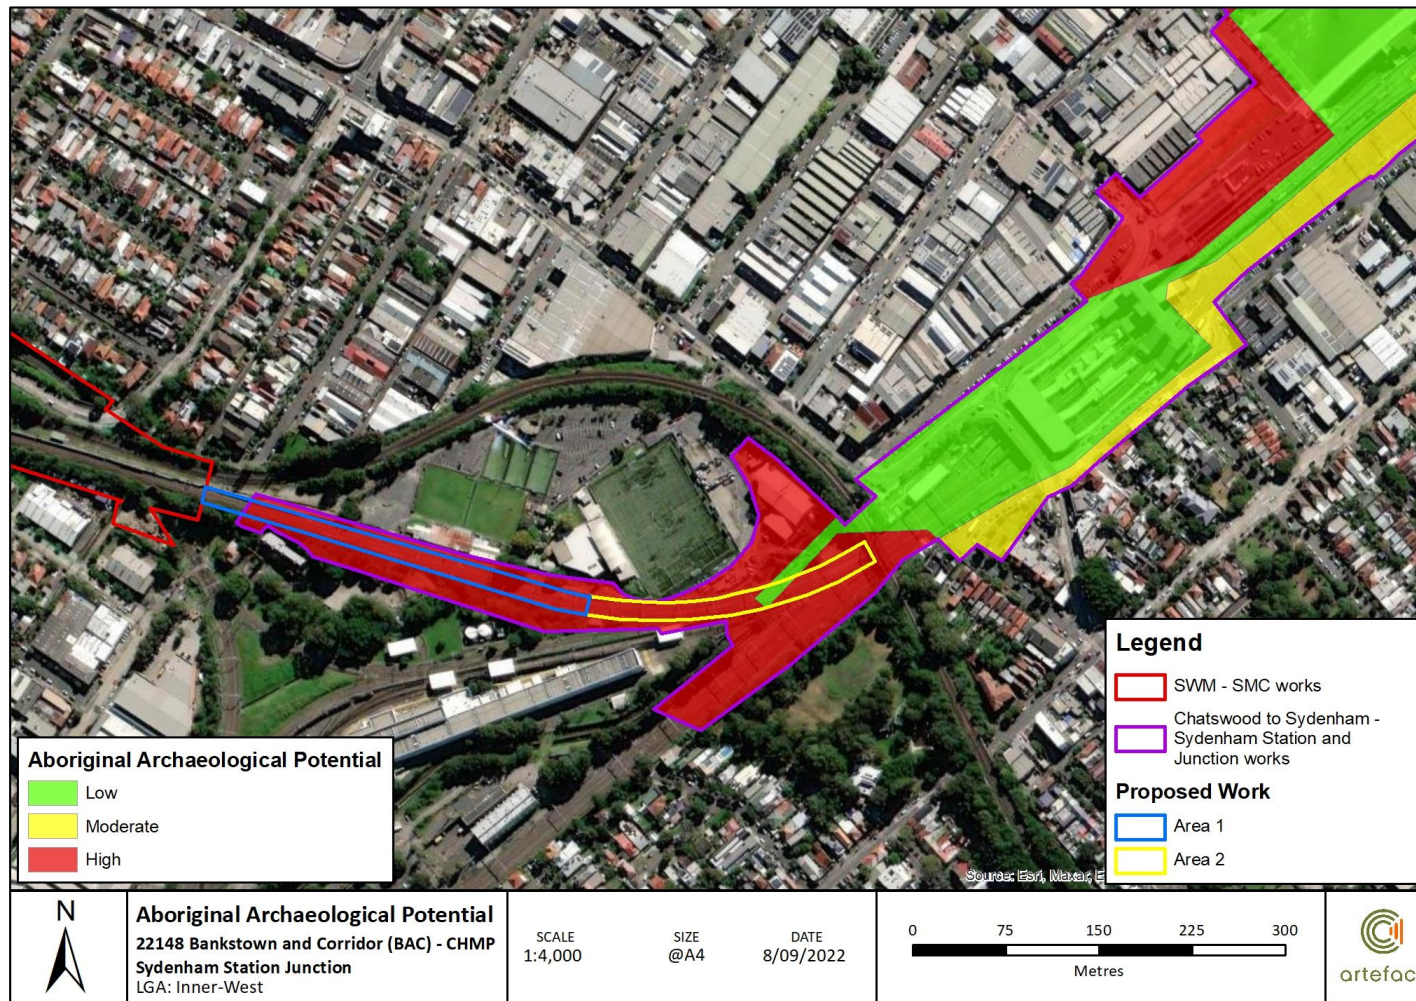 Source: Esri, Maxar, E
Legend
SWM - SMC works
Chatswood to Sydenham -
Sydenham Station and
Junction works
Proposed Work
Area 1
Area 2
Aboriginal Archaeological Potential
Low
Moderate
High
N
Aboriginal Archaeological Potential
22148 Bankstown and Corridor (BAC) - CHMP
Sydenham Station Junction
LGA: Inner-West
SCALE
1:4,000
SIZE
@A4
DATE
8/09/2022
0 75 150 225 300
Metres
artefac